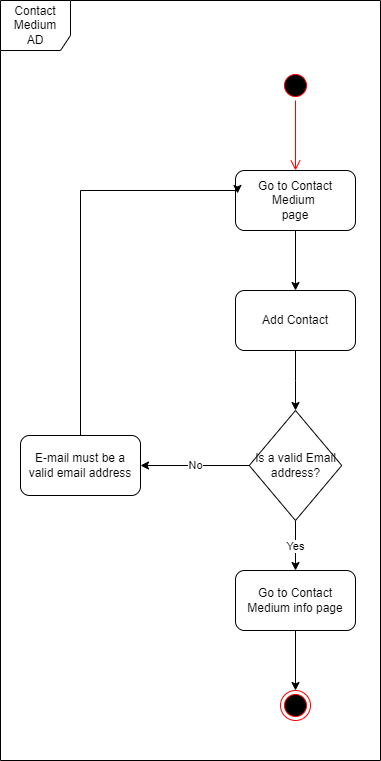 Contact
Medium
AD
Go to Contact
Medium
page
Add Contact
Is a valid Email
address?
No
E-mail must be a
valid email address
Yes
Go to Contact
Medium info page